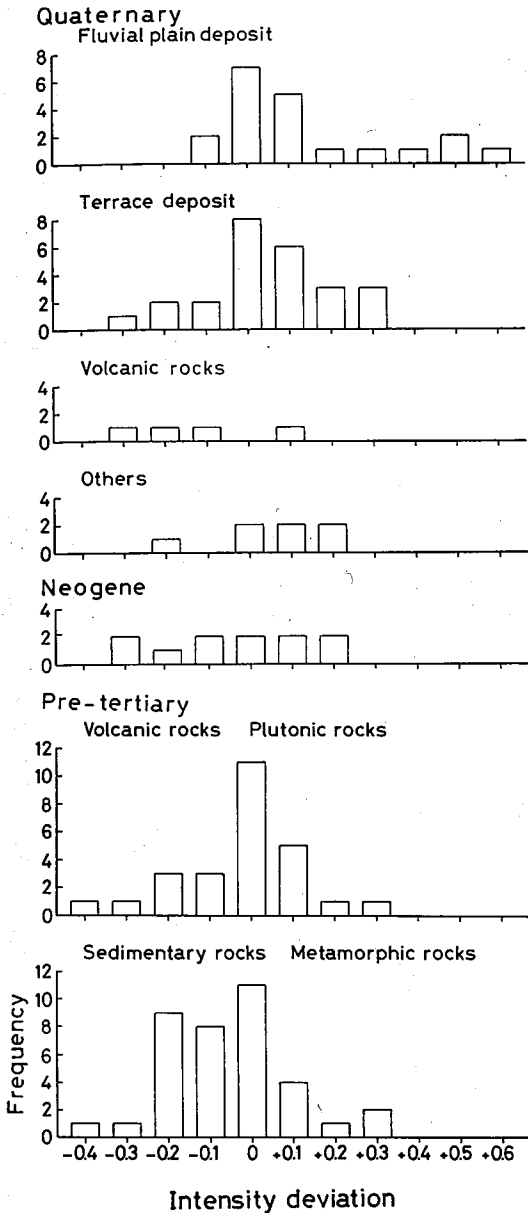 Quaternary
Fluvial plain deposit
8
6
4
2
0
Terrace deposit
8
6
4
2
0
Volcanic rocks
4
2
0
Others
4
2
0
Neogene
4
2
0
Pre-tertiary
Volcanic rocks Plutonic rocks
12
10
8
6
4
2
0
Sedimentary rocks Metamorphic rocks
12
10
8
6
4
2
0
Frequency
-0.4 -0.3 -0.2 -0.1 0 +0.1 +0.2 +0.3 +0.4 +0.5 +0.6
Intensity deviation